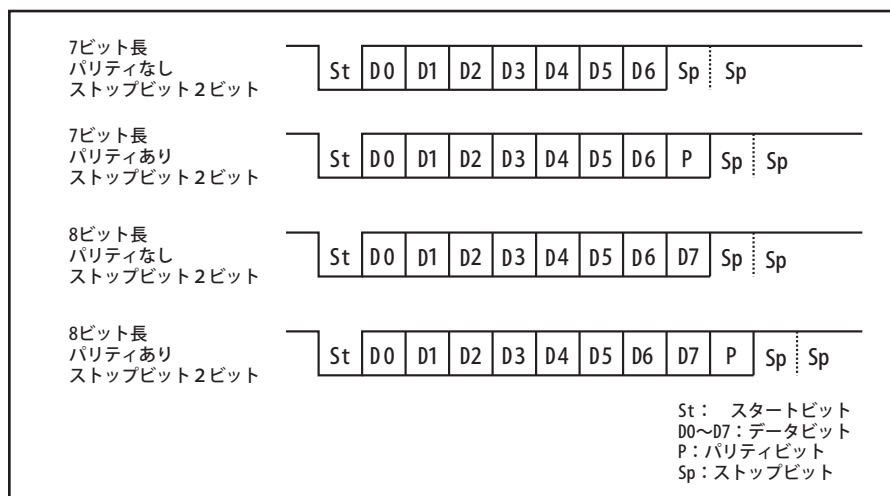 7ビット長
パリティなし
ストップビット２ビット
St D0 D1 D2 D3 D4 D5 D6 Sp Sp
7ビット長
パリティあり
ストップビット２ビット
St D0 D1 D2 D3 D4 D5 D6 P Sp Sp
8ビット長
パリティなし
ストップビット２ビット
St D0 D1 D2 D3 D4 D5 D6 D7 Sp Sp
8ビット長
パリティあり
ストップビット２ビット
St D0 D1 D2 D3 D4 D5 D6 D7 P Sp Sp
St： スタートビット
D0〜D7：データビット
P：パリティビット
Sp：ストップビット